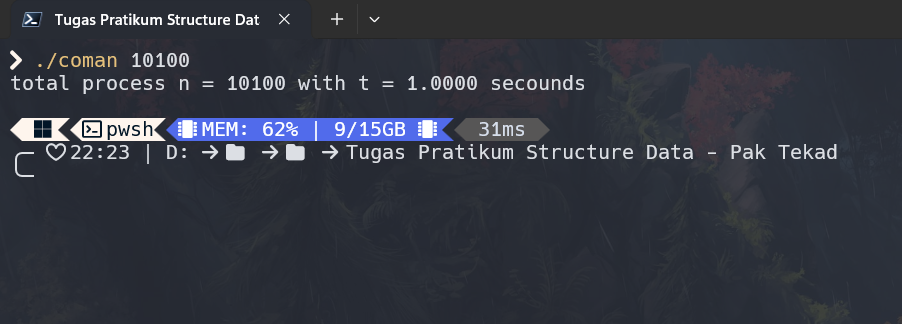 Tugas Pratikum Structure Dat
./coman 10100
total process n = 10100 with t = 1.0000 secounds
pwsh MEM: 62% | 9/15GB 31ms
22:23 | D: → → → Tugas Pratikum Structure Data - Pak Tekad